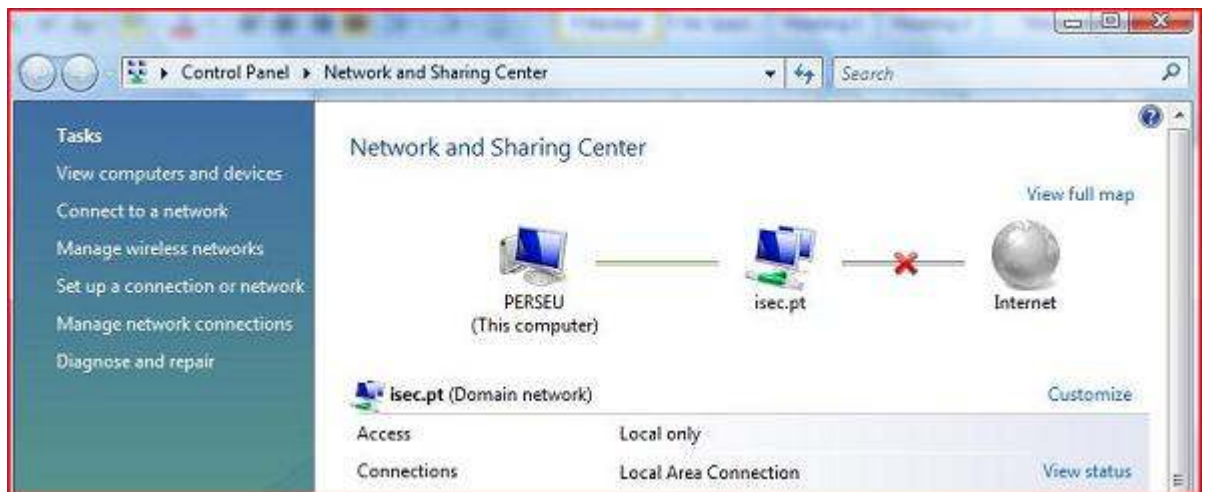 Control Panel Network and Sharing Center Search
Tasks
View computers and devices
Connect to a network
Manage wireless networks
Set up a connection or network
Manage network connections
Diagnose and repair
Network and Sharing Center
View full map
PERSEU isec.pt Internet
(This computer)
isec.pt (Domain network) Customize
Access Local only
Connections Local Area Connection View status